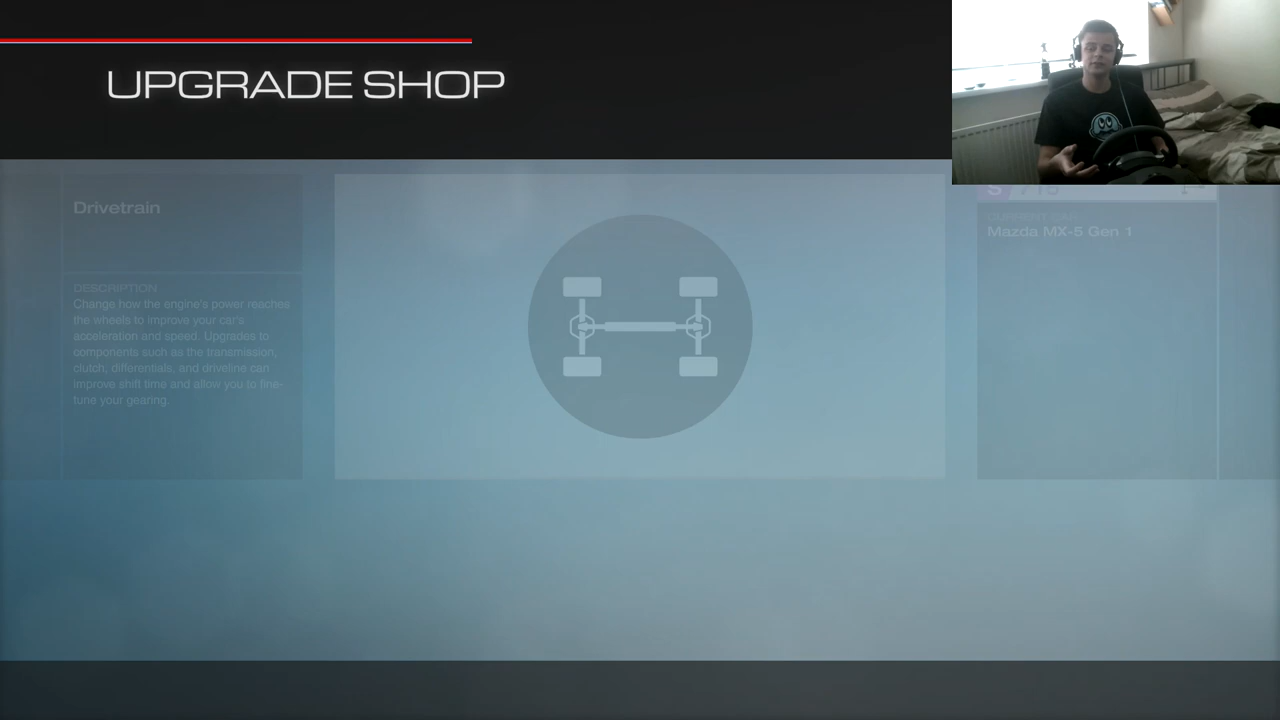 UPGRADE SHOP
Drivetrain
DESCRIPTION
Change how the engine's power reaches
the wheels to improve your car's
acceleration and speed. Upgrades to
components such as the transmission,
clutch, differentials, and driveline can
improve shift time and allow you to fine-
tune your gearing.
S
CURRENT CAR
Mazda MX-5 Gen 1